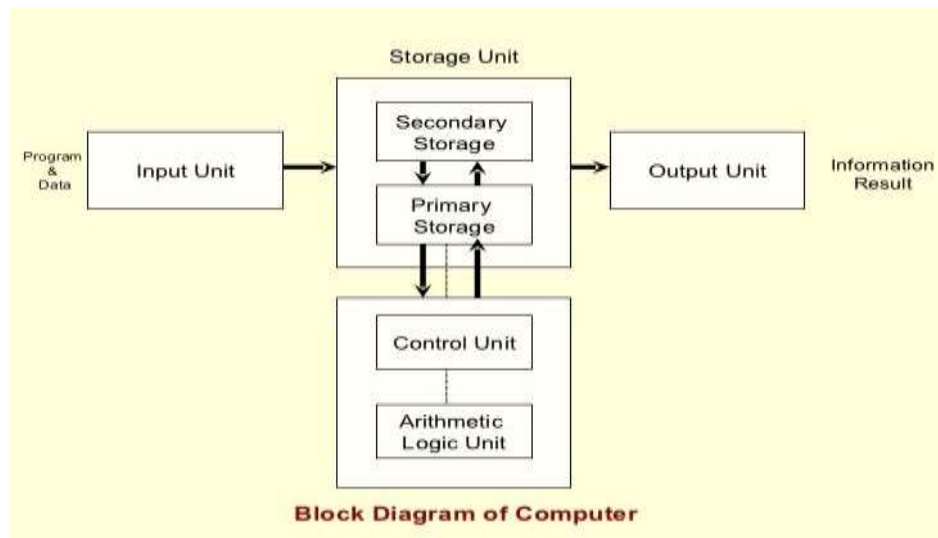 Storage Unit
Secondary
Storage
Program
&
Data
Input Unit
Output Unit
Information
Result
Primary
Storage
Control Unit
Arithmetic
Logic Unit
Block Diagram of Computer